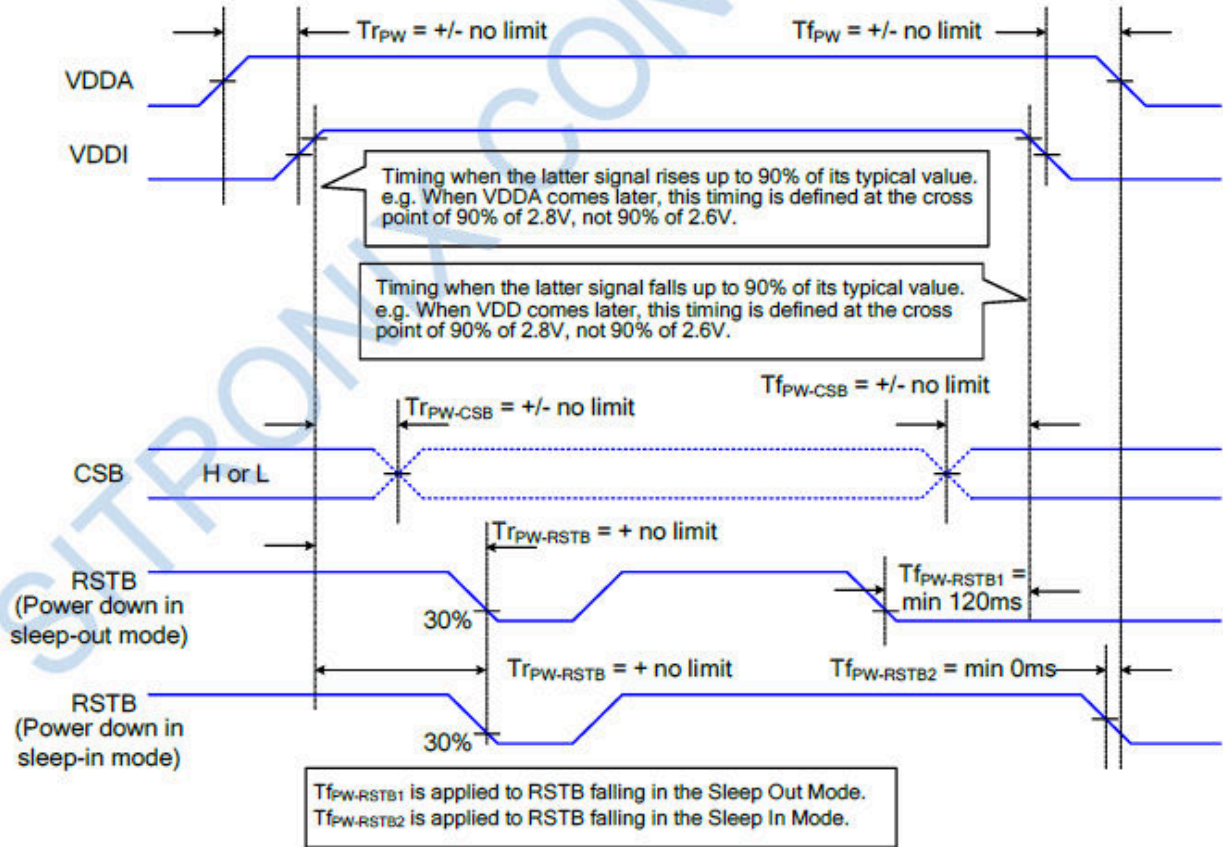 TrPW = +/- no limit
TfPW = +/- no limit
VDDA
VDDI
Timing when the latter signal rises up to 90% of its typical value.
e.g. When VDDA comes later, this timing is defined at the cross
point of 90% of 2.8V, not 90% of 2.6V.
Timing when the latter signal falls up to 90% of its typical value.
e.g. When VDD comes later, this timing is defined at the cross
point of 90% of 2.8V, not 90% of 2.6V.
TrPW-CSB = +/- no limit
TfPW-CSB = +/- no limit
CSB
H or L
TrPW-RSTB = + no limit
RSTB
(Power down in
sleep-out mode)
30%
TfPW-RSTB1 =
min 120ms
TrPW-RSTB = + no limit
TfPW-RSTB2 = min 0ms
RSTB
(Power down in
sleep-in mode)
30%
TfPW-RSTB1 is applied to RSTB falling in the Sleep Out Mode.
TfPW-RSTB2 is applied to RSTB falling in the Sleep In Mode.
SITRONIX CON